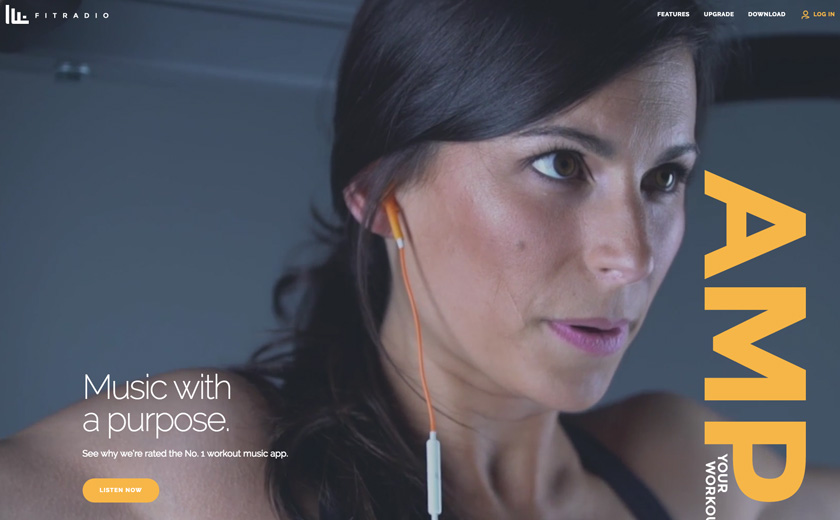 FITRADIO
FEATURES UPGRADE DOWNLOAD LOG IN
AMP
YOUR
Music with
a purpose.
See why we're rated the No. 1 workout music app.
LISTEN NOW